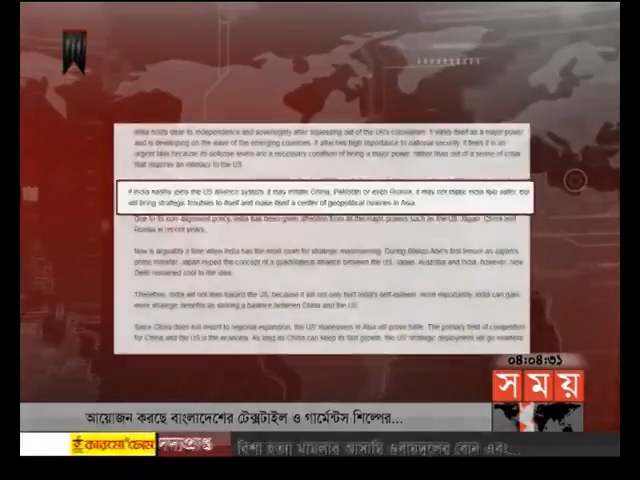 India holds dear its independence and sovereignty after squeezing out of the UK's colonialism. It views itself as a major power
and is developing on the wave of the emerging countries. It attaches high importance to national security. It feels it is an
urgent task because its defense levels are a necessary condition of being a major power, rather than out of a sense of crisis
that requires an intimacy to the US.
If India hastily joins the US alliance system, it may irritate China, Pakistan or even Russia. It may not make India feel safer, but
will bring strategic troubles to itself and make itself a center of geopolitical rivalries in Asia.
Due to its non-alignment policy, India has been given attention from all the major powers such as the US, Japan, China and
Russia in recent years.
Now is arguably a time when India has the most room for strategic maneuvering. During Shinzo Abe's first tenure as Japan's
prime minister, Japan hyped the concept of a quadrilateral alliance between the US, Japan, Australia and India, however, New
Delhi remained cool to the idea.
Therefore, India will not lean toward the US, because it will not only hurt India's self-esteem, more importantly, India can gain
more strategic benefits by striking a balance between China and the US.
Since China does not resort to regional expansion, the US maneuvers in Asia will prove futile. The primary field of competition
for China and the US is the economy. As long as China can keep its fast growth, the US' strategic deployment will go nowhere.
০৪:০৪:৩১
সময়
আয়োজন করছে বাংলাদেশের টেক্সটাইল ও গার্মেন্টস শিল্পের...